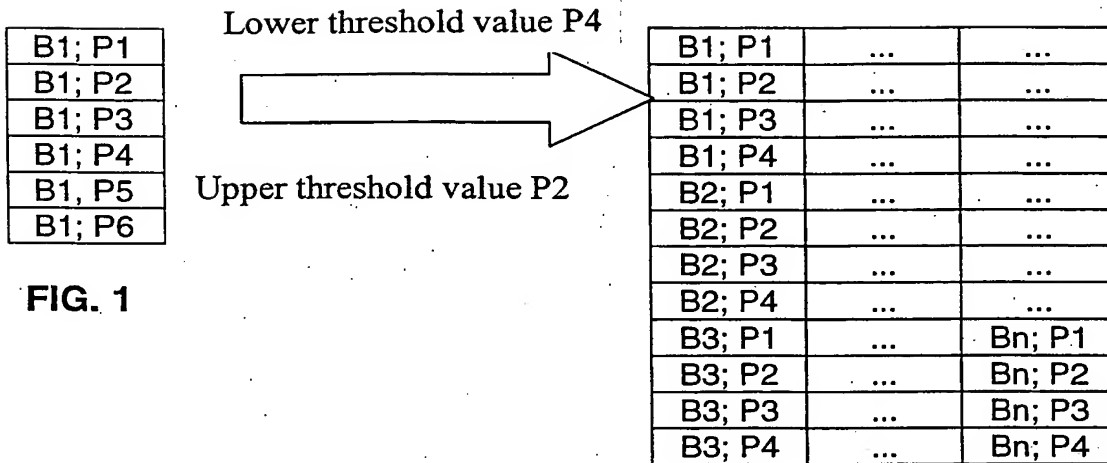 Lower threshold value P4
B1; P1
B1; P2
B1; P3
B1; P4
B1, P5
B1; P6
Upper threshold value P2
FIG. 1
B1; P1 ... ...
B1; P2 ... ...
B1; P3 ... ...
B1; P4 ... ...
B2; P1 ... ...
B2; P2 ... ...
B2; P3 ... ...
B2; P4 ... ...
B3; P1 ... Bn; P1
B3; P2 ... Bn; P2
B3; P3 ... Bn; P3
B3; P4 ... Bn; P4